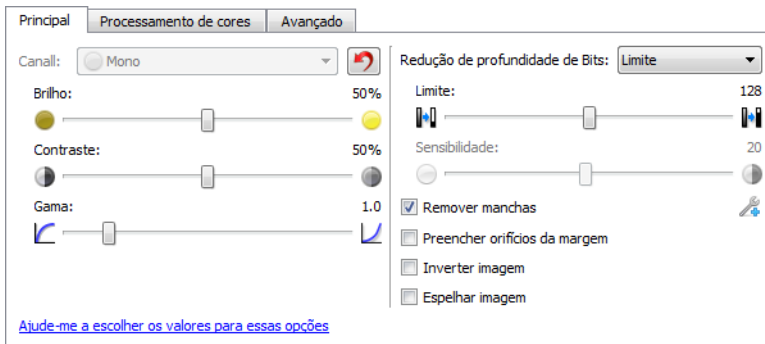 Principal
Processamento de cores
Avançado
Canall:
Mono
Brilho:
50%
Contraste:
50%
Gama:
1.0
Ajude-me a escolher os valores para essas opções
Redução de profundidade de Bits:
Limite
Limite:
128
Sensibilidade:
20
Remover manchas
Preencher orifícios da margem
Inverter imagem
Espelhar imagem